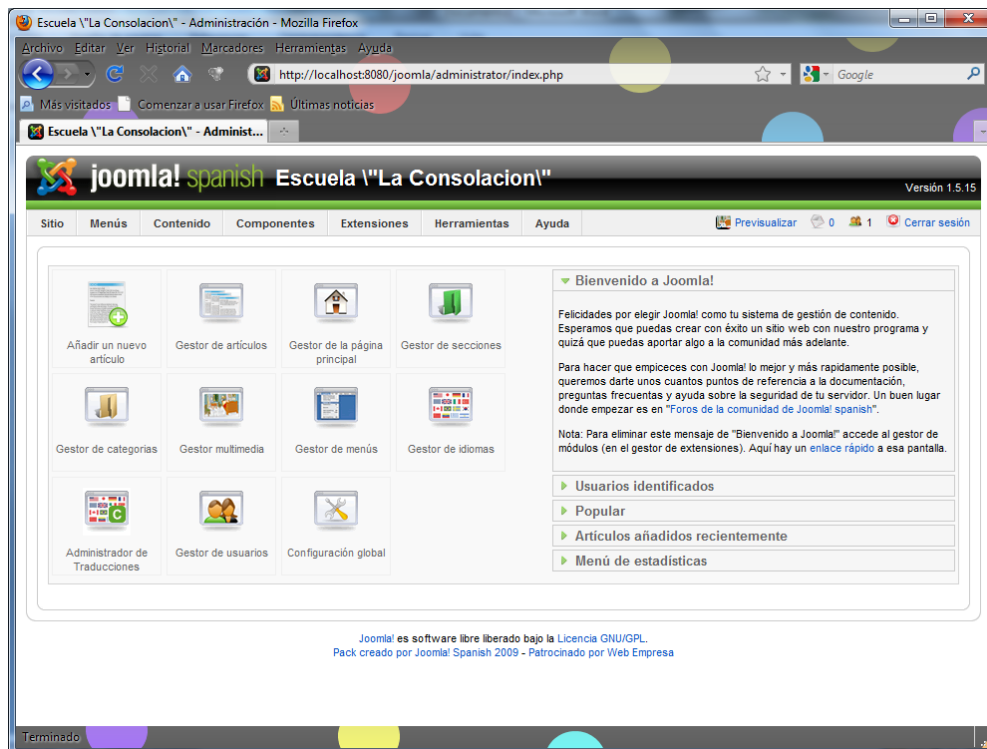 Escuela \"La Consolacion\" - Administración - Mozilla Firefox
Archivo Editar Ver Historial Marcadores Herramientas Ayuda
http://localhost:8080/joomla/administrator/index.php
Google
Más visitados Comenzar a usar Firefox Últimas noticias
Escuela \"La Consolacion\" - Administ...
joomla! spanish Escuela \"La Consolacion\"
Versión 1.5.15
Sitio Menús Contenido Componentes Extensiones Herramientas Ayuda Previsualizar 0 1 Cerrar sesión
Añadir un nuevo
artículo
Gestor de artículos
Gestor de la página
principal
Gestor de secciones
Gestor de categorias
Gestor multimedia
Gestor de menús
Gestor de idiomas
Administrador de
Traducciones
Gestor de usuarios
Configuración global
Bienvenido a Joomla!
Felicidades por elegir Joomla! como tu sistema de gestión de contenido.
Esperamos que puedas crear con éxito un sitio web con nuestro programa y
quizá que puedas aportar algo a la comunidad más adelante.
Para hacer que empiceces con Joomla! lo mejor y más rapidamente posible,
queremos darte unos cuantos puntos de referencia a la documentación,
preguntas frecuentes y ayuda sobre la seguridad de tu servidor. Un buen lugar
donde empezar es en "Foros de la comunidad de Joomla! spanish".
Nota: Para eliminar este mensaje de "Bienvenido a Joomla!" accede al gestor de
módulos (en el gestor de extensiones). Aquí hay un enlace rápido a esa pantalla.
Usuarios identificados
Popular
Artículos añadidos recientemente
Menú de estadísticas
Joomla! es software libre liberado bajo la Licencia GNU/GPL.
Pack creado por Joomla! Spanish 2009 - Patrocinado por Web Empresa
Terminado